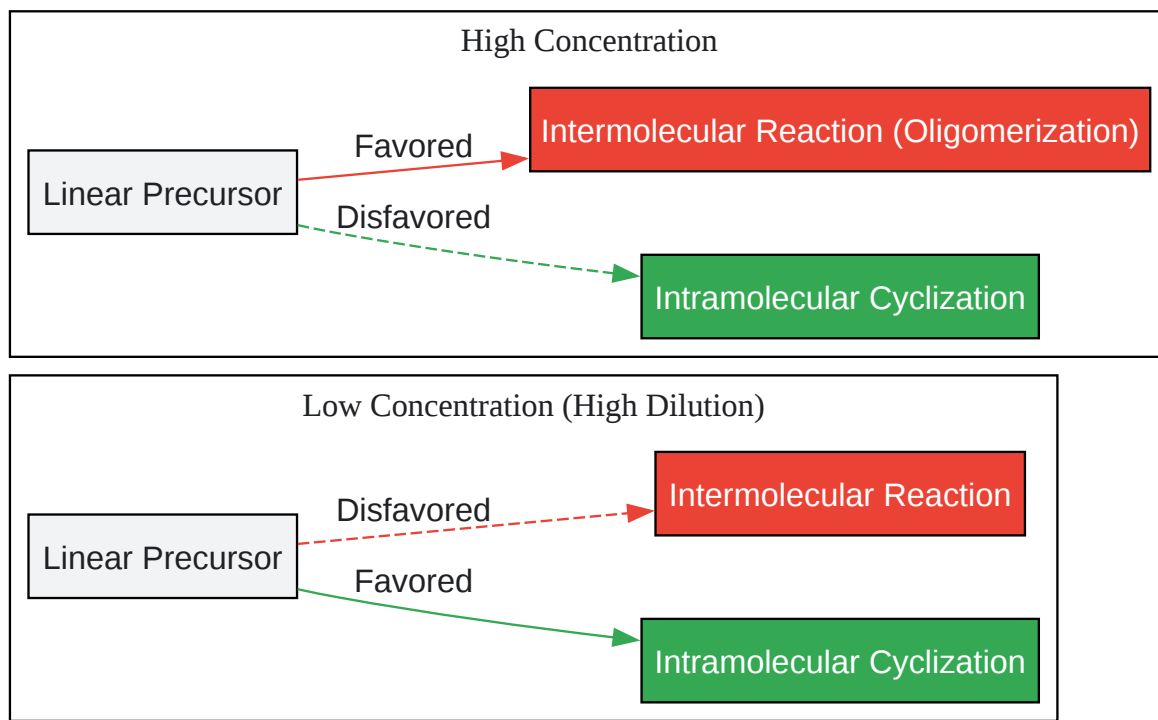 High Concentration
Intermolecular Reaction (Oligomerization)
Favored
Linear Precursor
Disfavored
Intramolecular Cyclization
Low Concentration (High Dilution)
Intermolecular Reaction
Disfavored
Linear Precursor
Favored
Intramolecular Cyclization